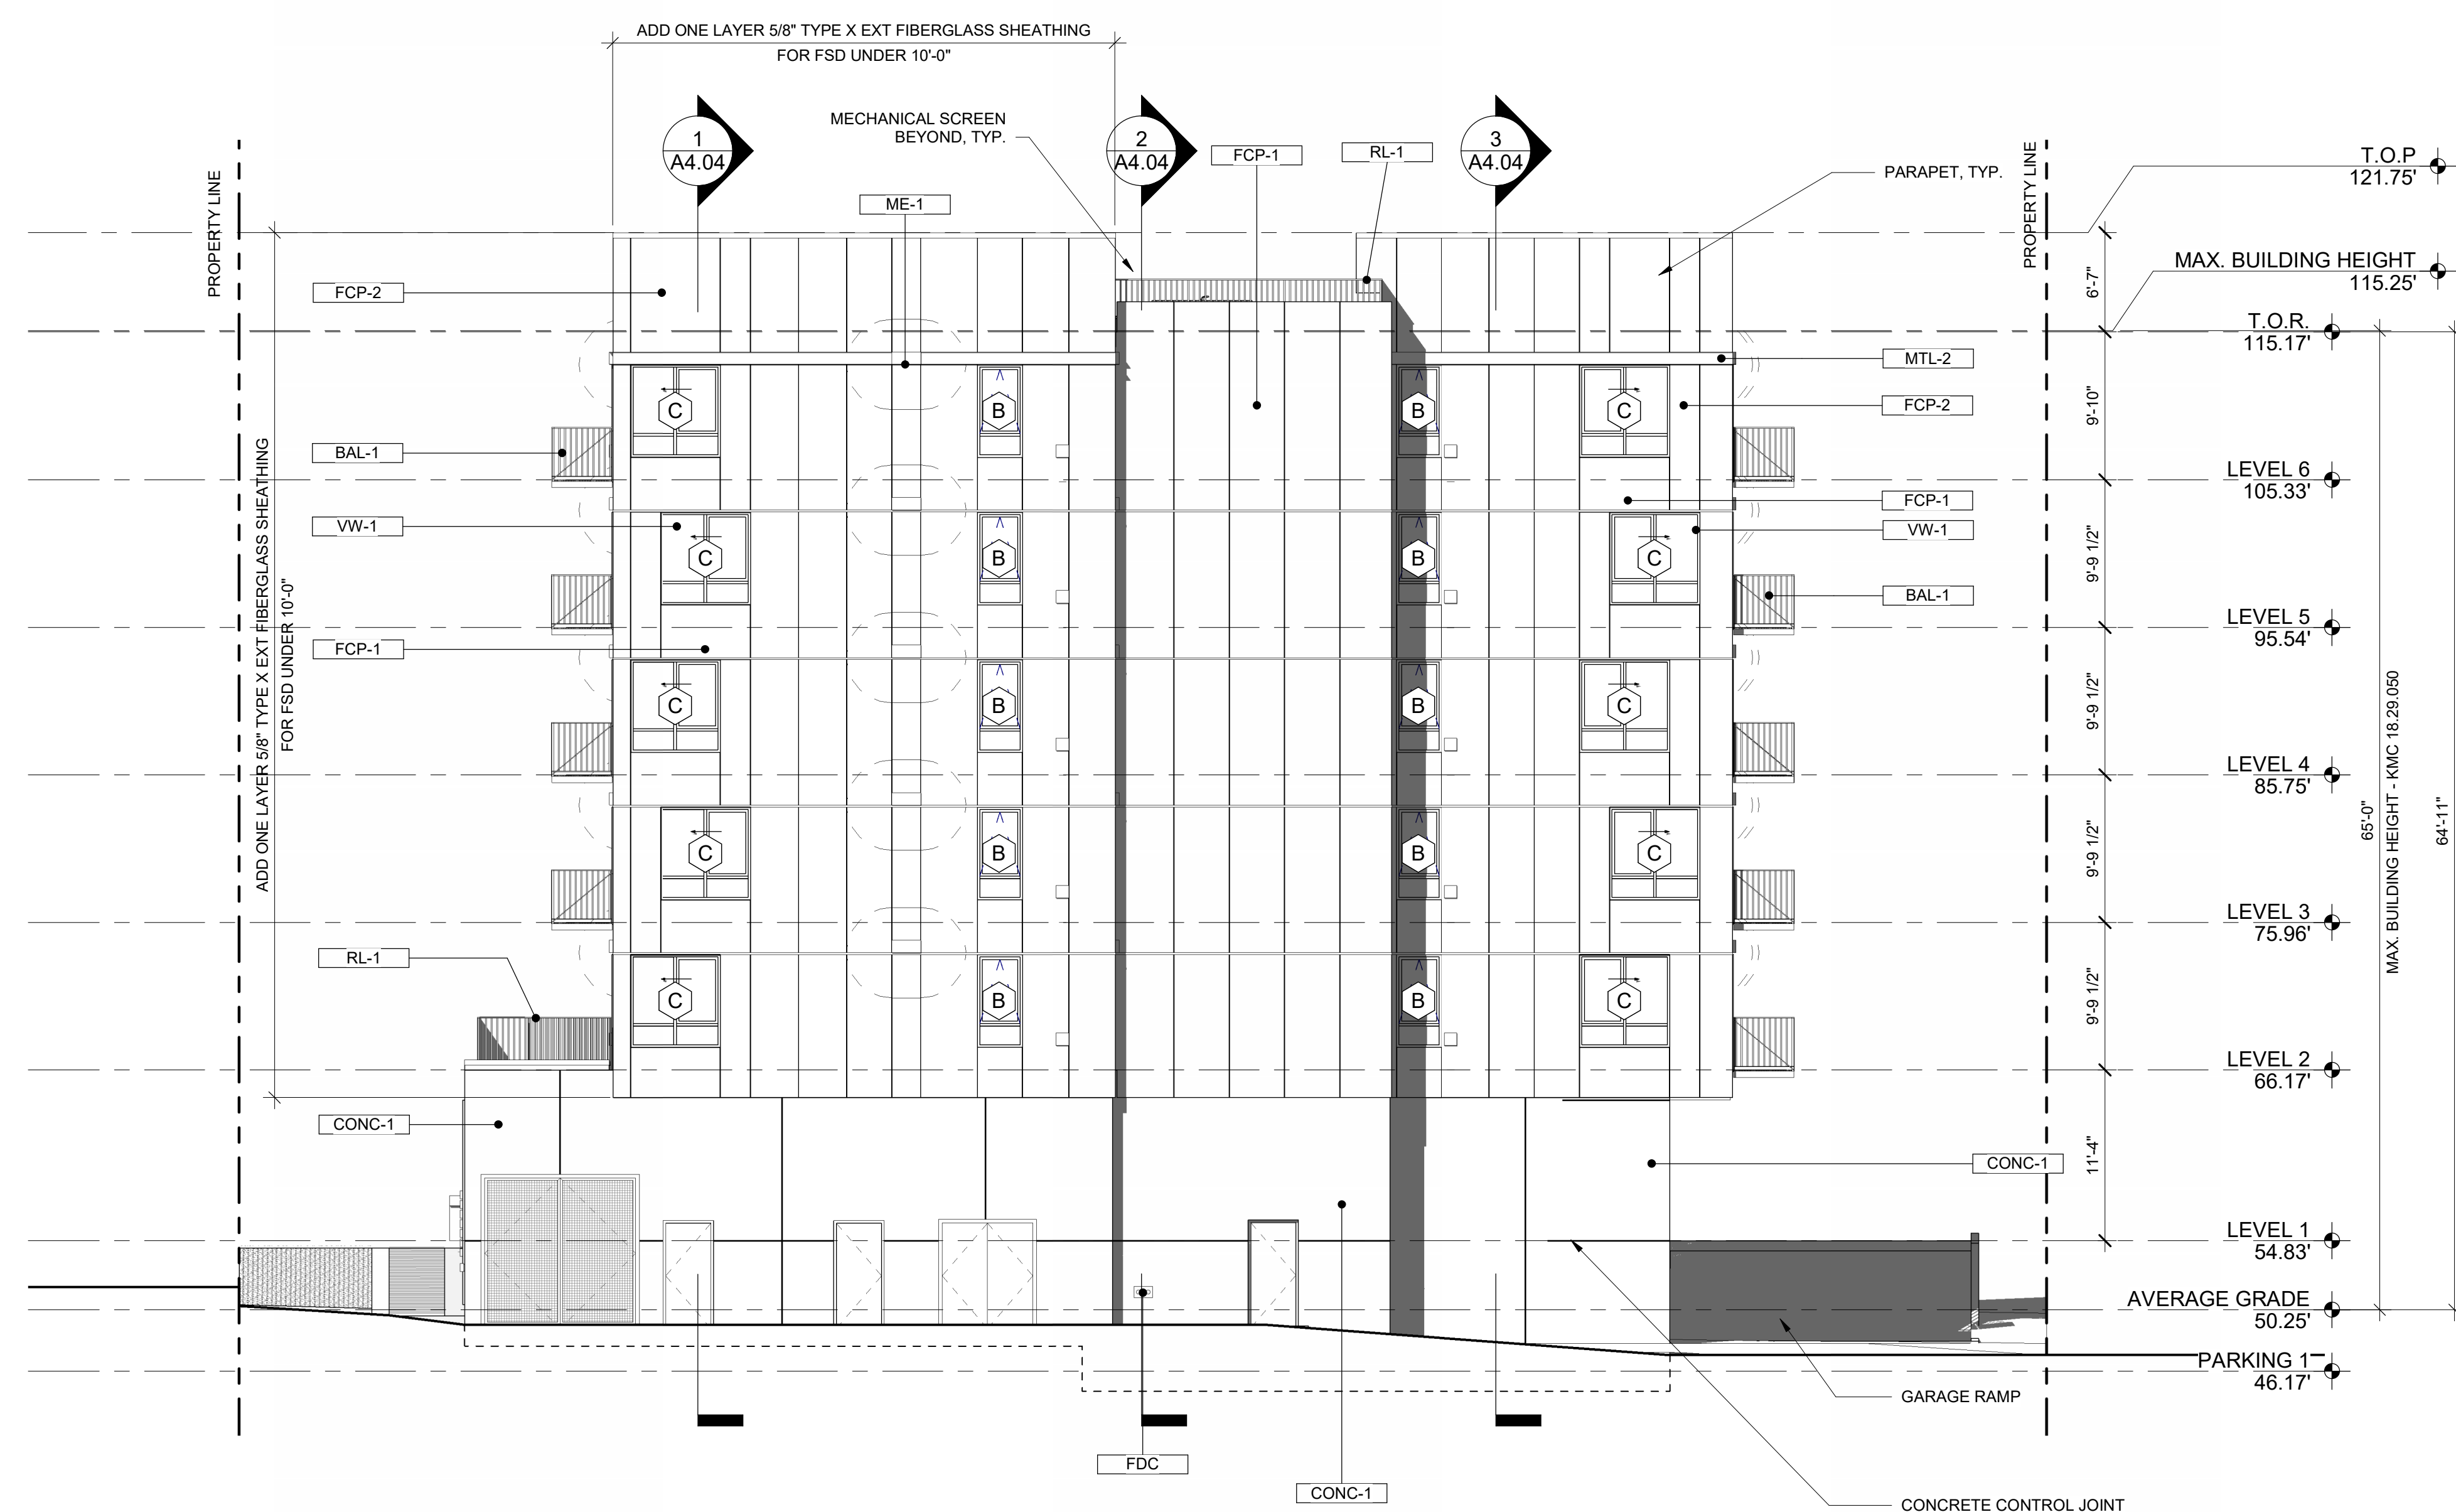 ADD ONE LAYER 5/8" TYPE X EXT FIBERGLASS SHEATHING
FOR FSD UNDER 10'-0"
MECHANICAL SCREEN
BEYOND, TYP.
1
A4.04
2
A4.04
3
A4.04
FCP-1
RL-1
ME-1
PARAPET, TYP.
PROPERTY LINE
PROPERTY LINE
T.O.P
121.75'
MAX. BUILDING HEIGHT
115.25'
T.O.R.
115.17'
6'-7"
FCP-2
MTL-2
FCP-2
9'-10"
C
B
B
C
BAL-1
LEVEL 6
105.33'
FCP-1
VW-1
VW-1
9'-9 1/2"
C
B
B
C
BAL-1
LEVEL 5
95.54'
FCP-1
ADD ONE LAYER 5/8" TYPE X EXT FIBERGLASS SHEATHING
FOR FSD UNDER 10'-0"
9'-9 1/2"
C
B
B
C
LEVEL 4
85.75'
65'-0"
MAX. BUILDING HEIGHT - KMC 18.29.050
64'-11"
9'-9 1/2"
C
B
B
C
LEVEL 3
75.96'
RL-1
9'-9 1/2"
C
B
B
C
LEVEL 2
66.17'
CONC-1
11'-4"
CONC-1
LEVEL 1
54.83'
AVERAGE GRADE
50.25'
PARKING 1
46.17'
GARAGE RAMP
FDC
CONC-1
CONCRETE CONTROL JOINT